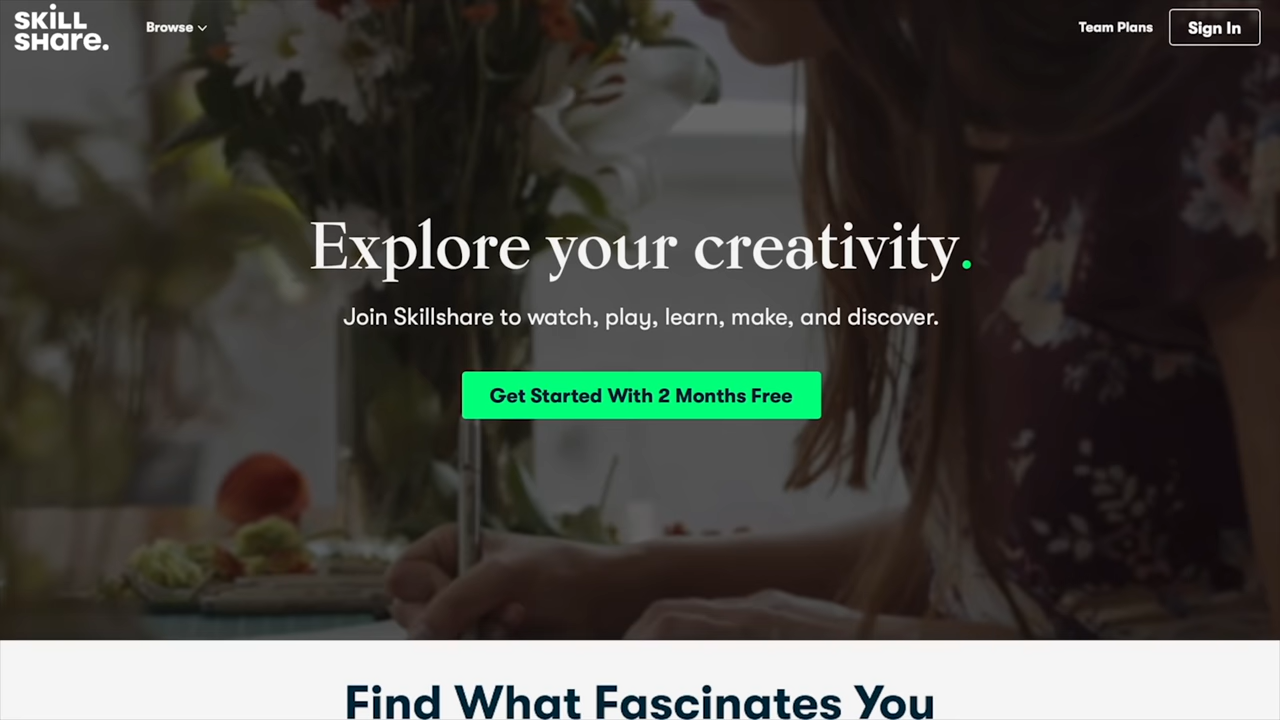 SKILL
SHare.
Browse
Team Plans
Sign In
Explore your creativity.
Join Skillshare to watch, play, learn, make, and discover.
Get Started With 2 Months Free
Find What Fascinates You